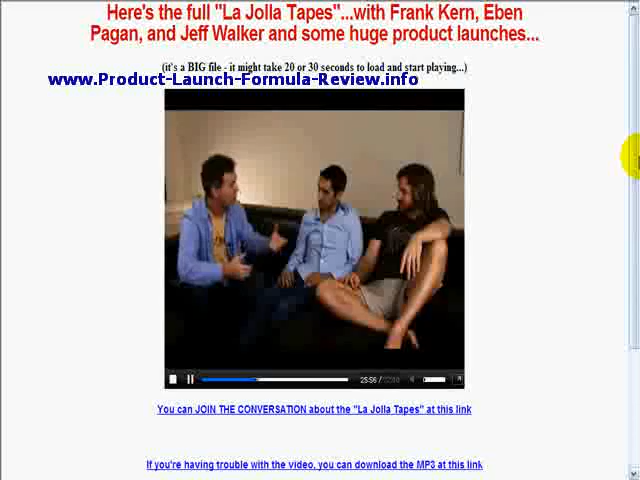 Here's the full "La Jolla Tapes"...with Frank Kern, Eben
Pagan, and Jeff Walker and some huge product launches...
(it's a BIG file - it might take 20 or 30 seconds to load and start playing...)
www.Product-Launch-Formula-Review.info
25:56
You can JOIN THE CONVERSATION about the "La Jolla Tapes" at this link
If you're having trouble with the video, you can download the MP3 at this link